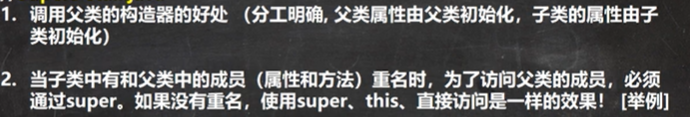 1. 调用父类的构造器的好处 （分工明确, 父类属性由父类初始化，子类的属性由子
类初始化）
2. 当子类中有和父类中的成员（属性和方法）重名时，为了访问父类的成员，必须
通过super。如果没有重名，使用super、this、直接访问是一样的效果！ [举例]